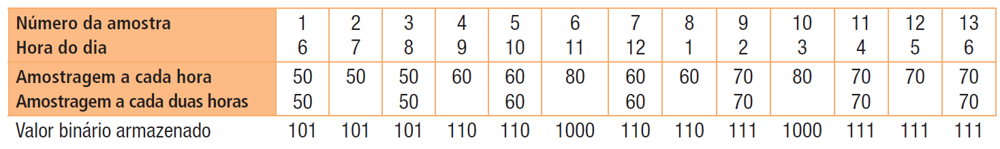 Número da amostra 1 2 3 4 5 6 7 8 9 10 11 12 13
Hora do dia 6 7 8 9 10 11 12 1 2 3 4 5 6
Amostragem a cada hora 50 50 50 60 60 80 60 60 70 80 70 70 70
Amostragem a cada duas horas 50 50 60 60 70 70 70
Valor binário armazenado 101 101 101 110 110 1000 110 110 111 1000 111 111 111